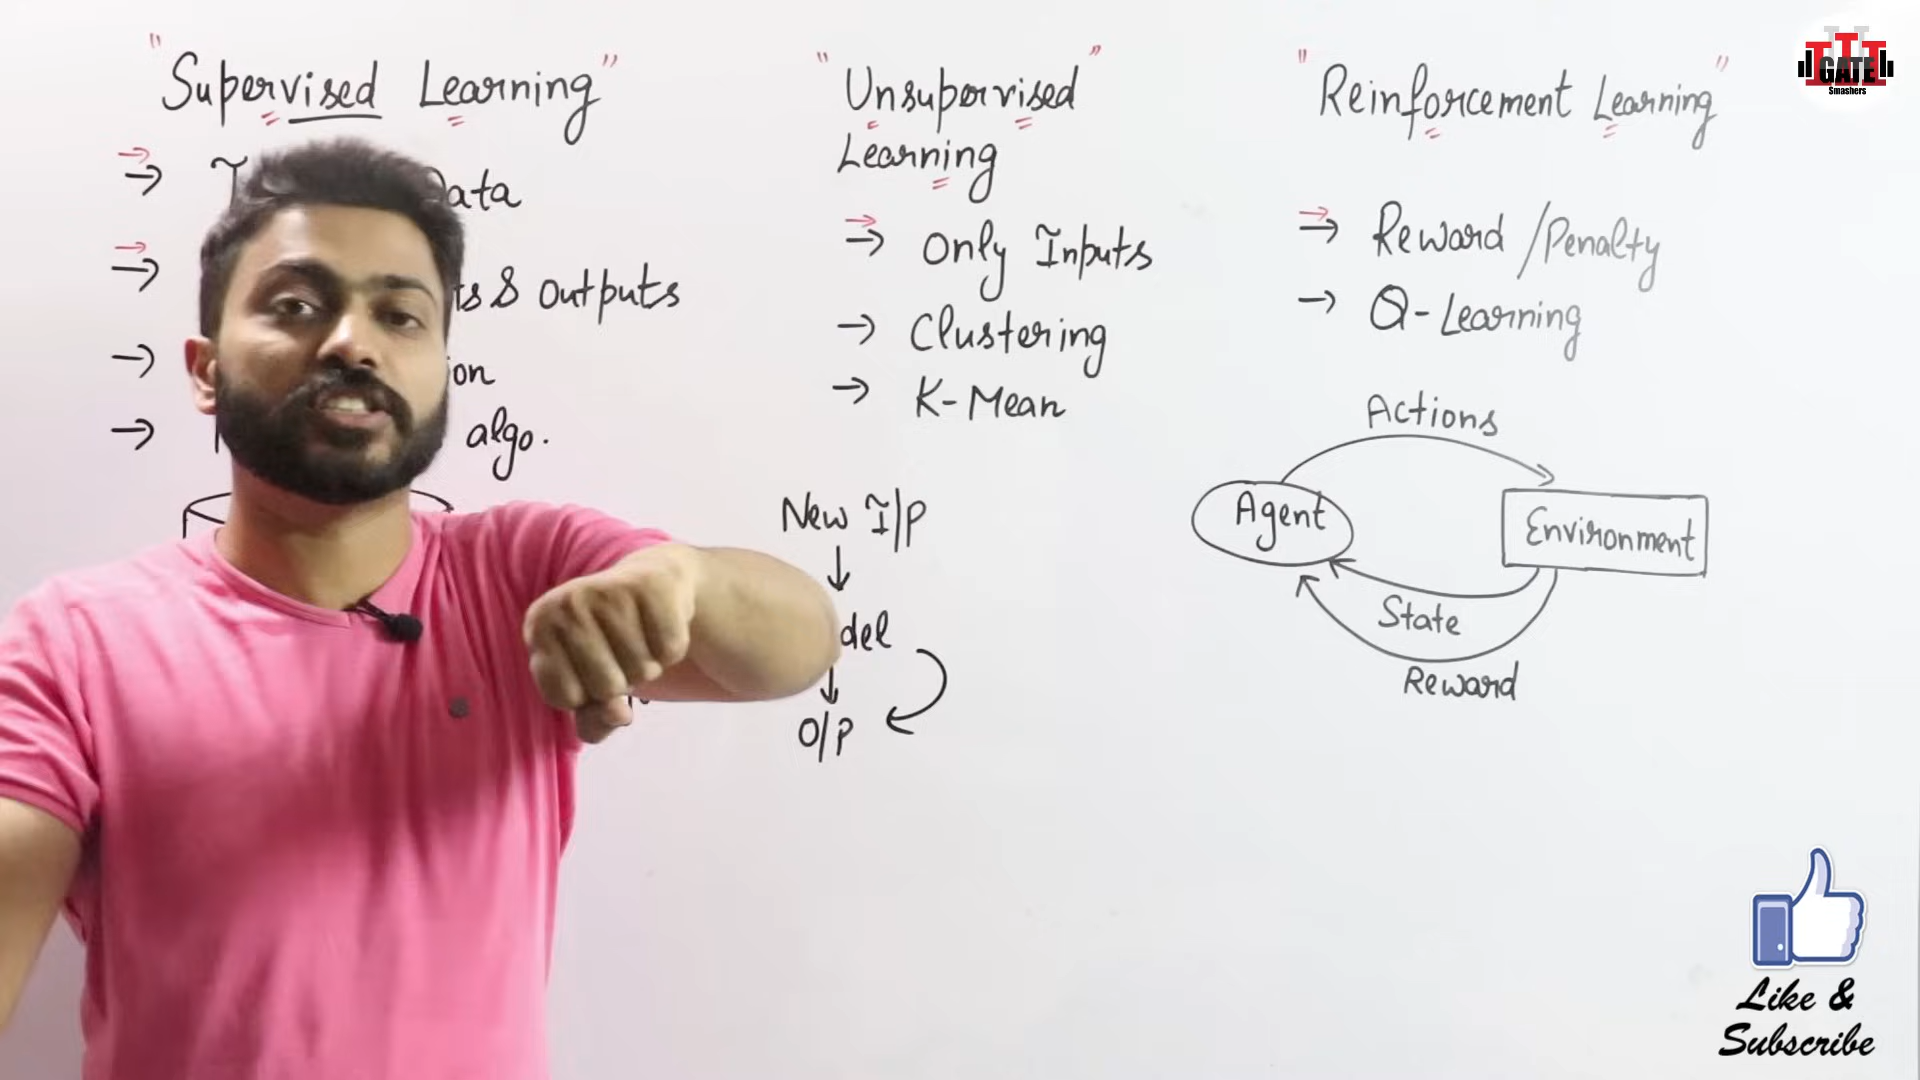 "Supervised Learning"
→ Data
→ & Outputs
→
→ algo.
"Unsupervised"
Learning
→ Only Inputs
→ Clustering
→ K-Mean
New I/P
del
O/P
"Reinforcement Learning"
→ Reward/Penalty
→ Q-Learning
Actions
Agent
Environment
State
Reward
GATE
Smashers
Like &
Subscribe